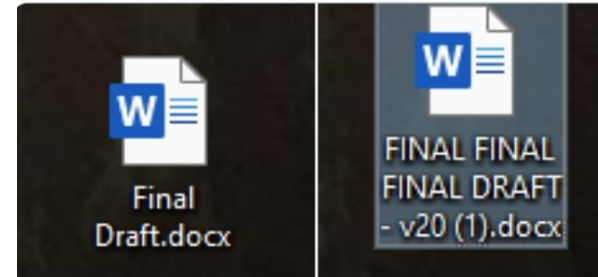 W
Final
Draft.docx
W
FINAL FINAL
FINAL DRAFT
- v20 (1).docx